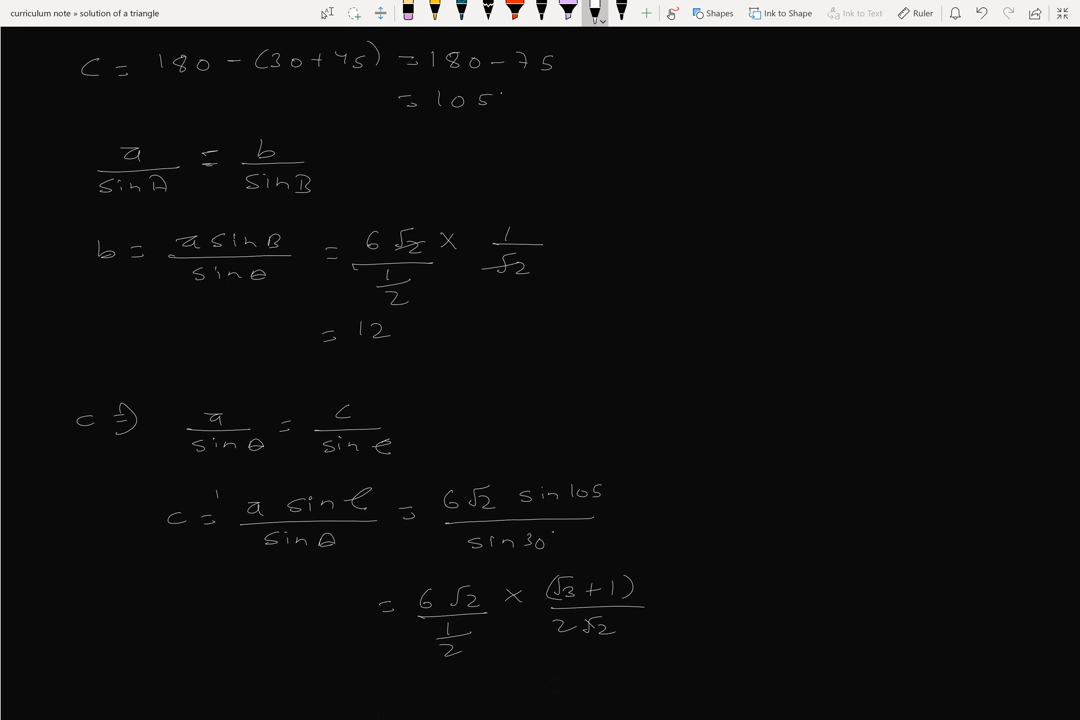 curriculum note » solution of a triangle
Shapes Ink to Shape Ink to Text Ruler
C = 180 - (30+45) = 180 - 75
= 105°
a/sinA = b/sinB
b = a sinB/sinA = 6√2/(1/2) × 1/√2
= 12
c ⇒) a/sinA = c/sin C
c = a sin C/sinA = 6√2 sin105/sin30°
= 6√2/(1/2) × (√3+1)/2√2